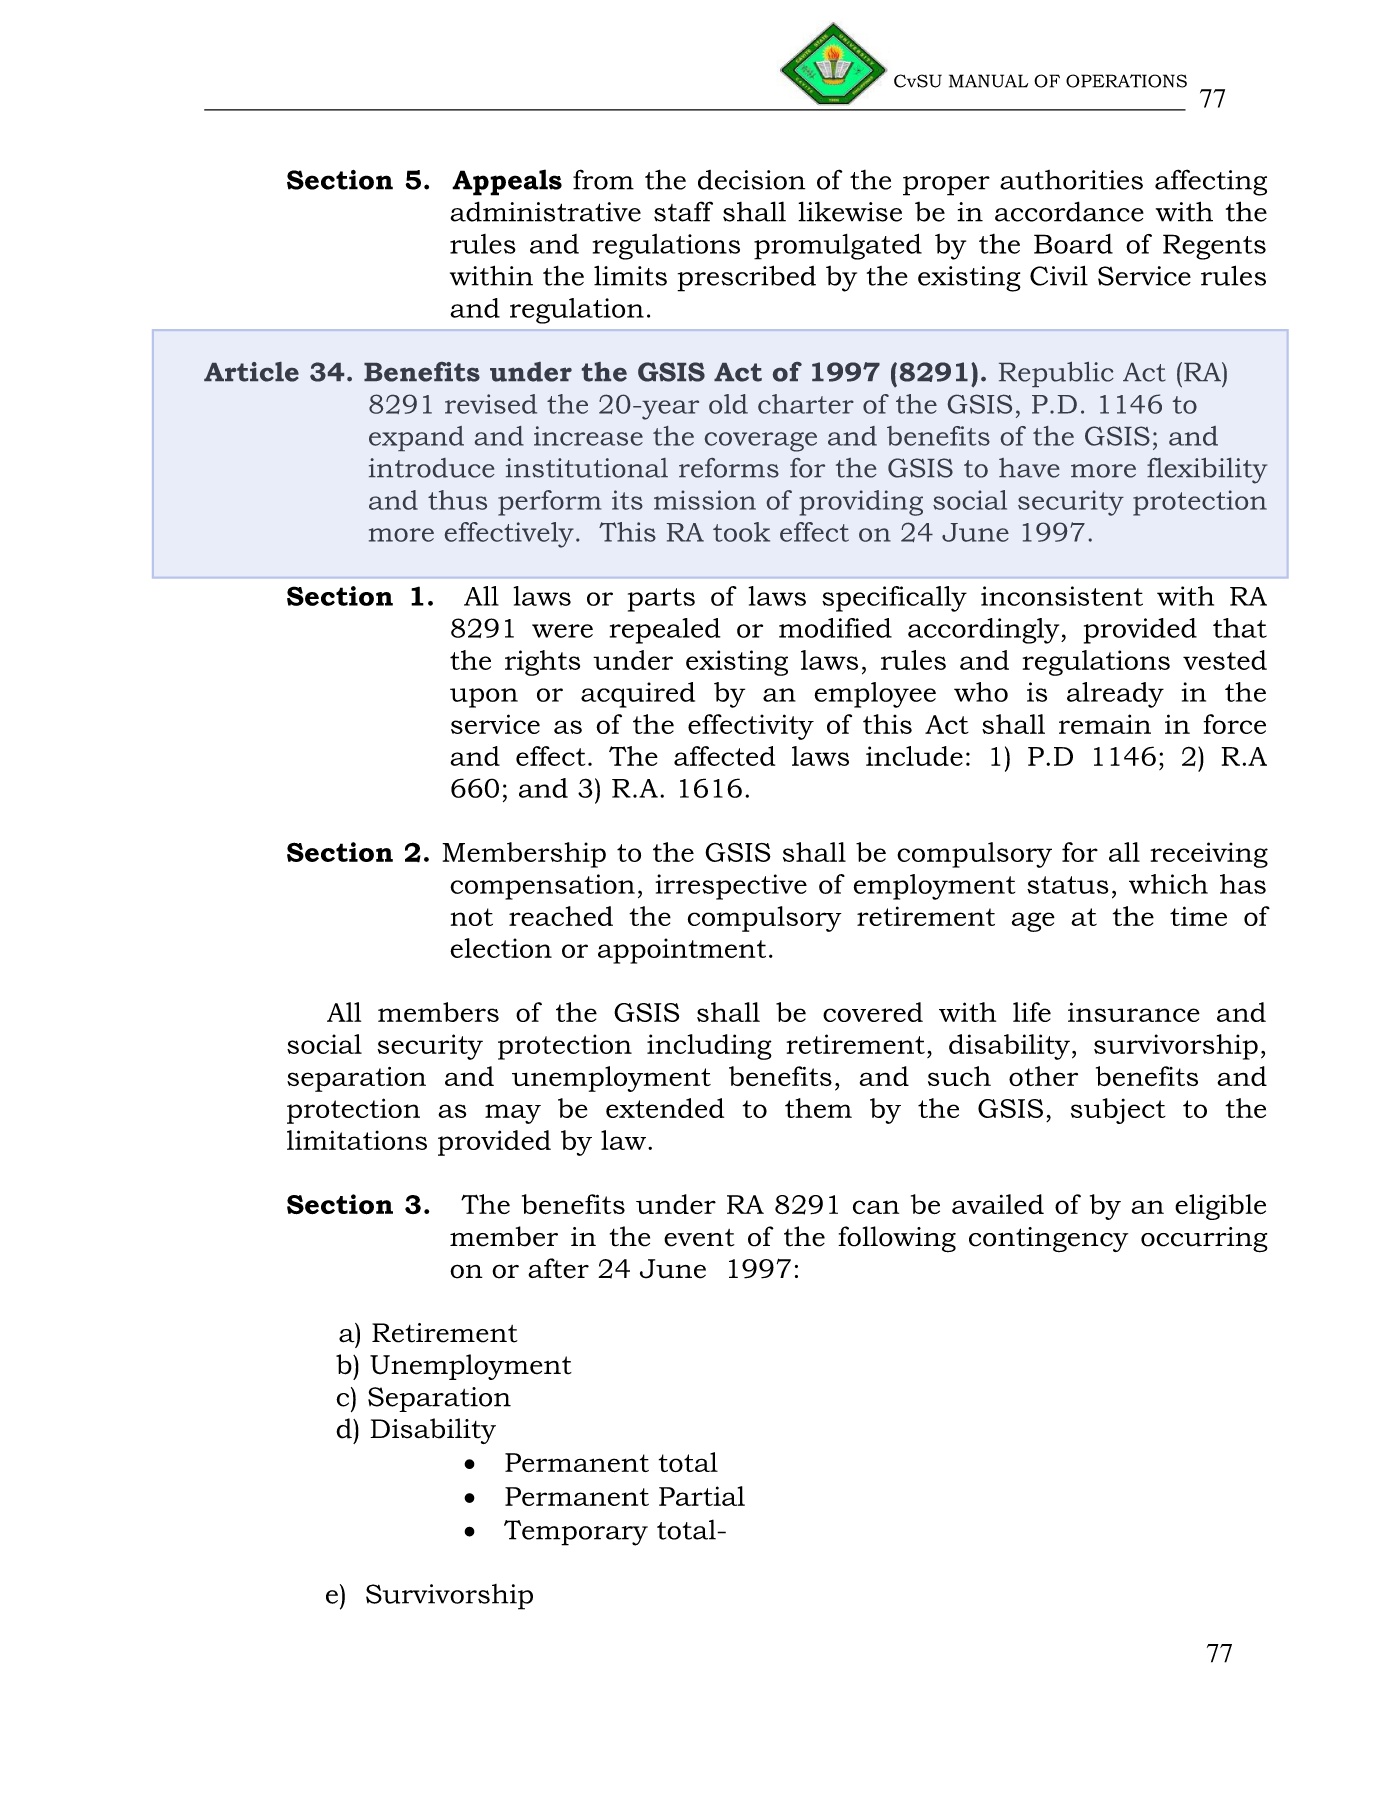 CvSU MANUAL OF OPERATIONS 77
Section 5. Appeals from the decision of the proper authorities affecting
administrative staff shall likewise be in accordance with the
rules and regulations promulgated by the Board of Regents
within the limits prescribed by the existing Civil Service rules
and regulation.
Article 34. Benefits under the GSIS Act of 1997 (8291). Republic Act (RA)
8291 revised the 20-year old charter of the GSIS, P.D. 1146 to
expand and increase the coverage and benefits of the GSIS; and
introduce institutional reforms for the GSIS to have more flexibility
and thus perform its mission of providing social security protection
more effectively. This RA took effect on 24 June 1997.
Section 1. All laws or parts of laws specifically inconsistent with RA
8291 were repealed or modified accordingly, provided that
the rights under existing laws, rules and regulations vested
upon or acquired by an employee who is already in the
service as of the effectivity of this Act shall remain in force
and effect. The affected laws include: 1) P.D 1146; 2) R.A
660; and 3) R.A. 1616.
Section 2. Membership to the GSIS shall be compulsory for all receiving
compensation, irrespective of employment status, which has
not reached the compulsory retirement age at the time of
election or appointment.
All members of the GSIS shall be covered with life insurance and
social security protection including retirement, disability, survivorship,
separation and unemployment benefits, and such other benefits and
protection as may be extended to them by the GSIS, subject to the
limitations provided by law.
Section 3. The benefits under RA 8291 can be availed of by an eligible
member in the event of the following contingency occurring
on or after 24 June 1997:
a) Retirement
b) Unemployment
c) Separation
d) Disability
• Permanent total
• Permanent Partial
• Temporary total-
e) Survivorship
77